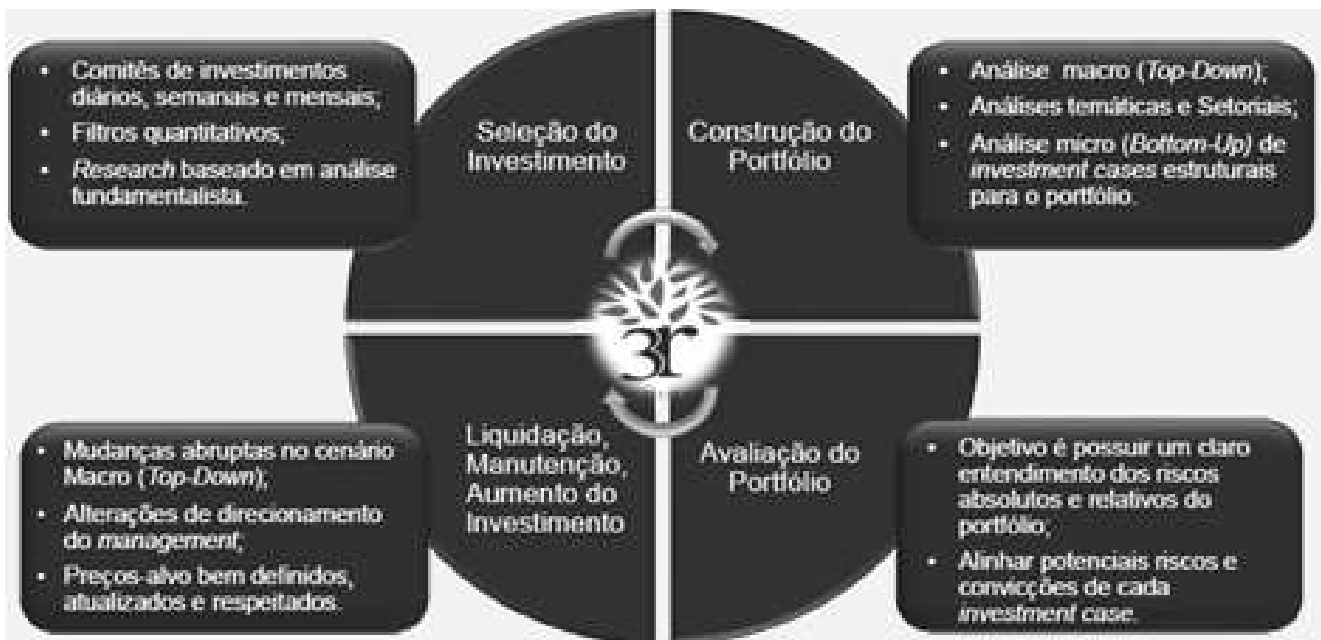 • Comitês de investimentos
diários, semanais e mensais;
• Filtros quantitativos;
• Research baseado em análise
fundamentalista.
Seleção do
Investimento
Construção do
Portfólio
• Análise macro (Top-Down);
• Análises temáticas e Setoriais;
• Análise micro (Bottom-Up) de
investment cases estruturais
para o portfólio.
3r
• Mudanças abruptas no cenário
Macro (Top-Down);
• Alterações de direcionamento
do management;
• Preços-alvo bem definidos,
atualizados e respeitados.
Liquidação,
Manutenção,
Aumento do
Investimento
Avaliação do
Portfólio
• Objetivo é possuir um claro
entendimento dos riscos
absolutos e relativos do
portfólio;
• Alinhar potenciais riscos e
convicções de cada
investment case.